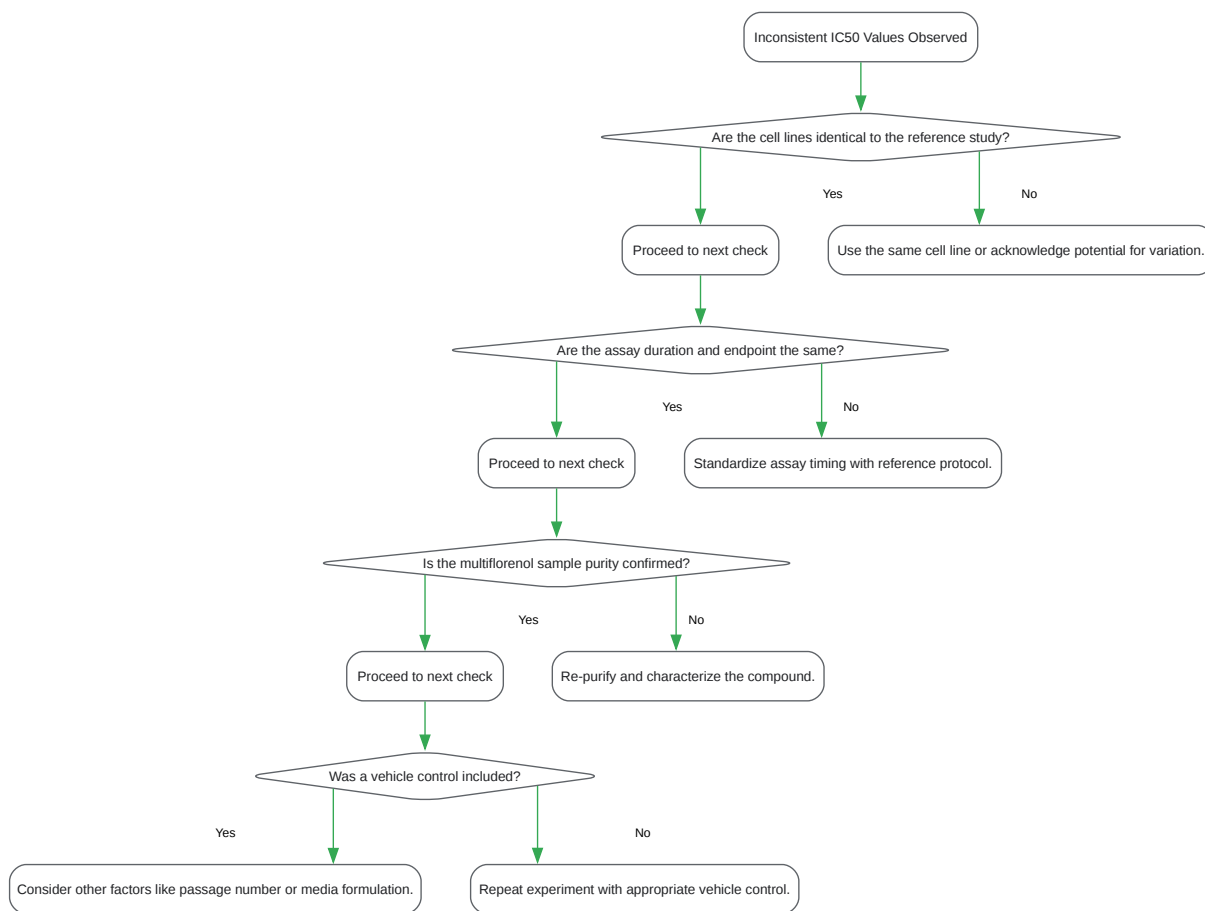 Inconsistent IC50 Values Observed
Are the cell lines identical to the reference study?
Yes
No
Proceed to next check
Use the same cell line or acknowledge potential for variation.
Are the assay duration and endpoint the same?
Yes
No
Proceed to next check
Standardize assay timing with reference protocol.
Is the multiflorenol sample purity confirmed?
Yes
No
Proceed to next check
Re-purify and characterize the compound.
Was a vehicle control included?
Yes
No
Consider other factors like passage number or media formulation.
Repeat experiment with appropriate vehicle control.